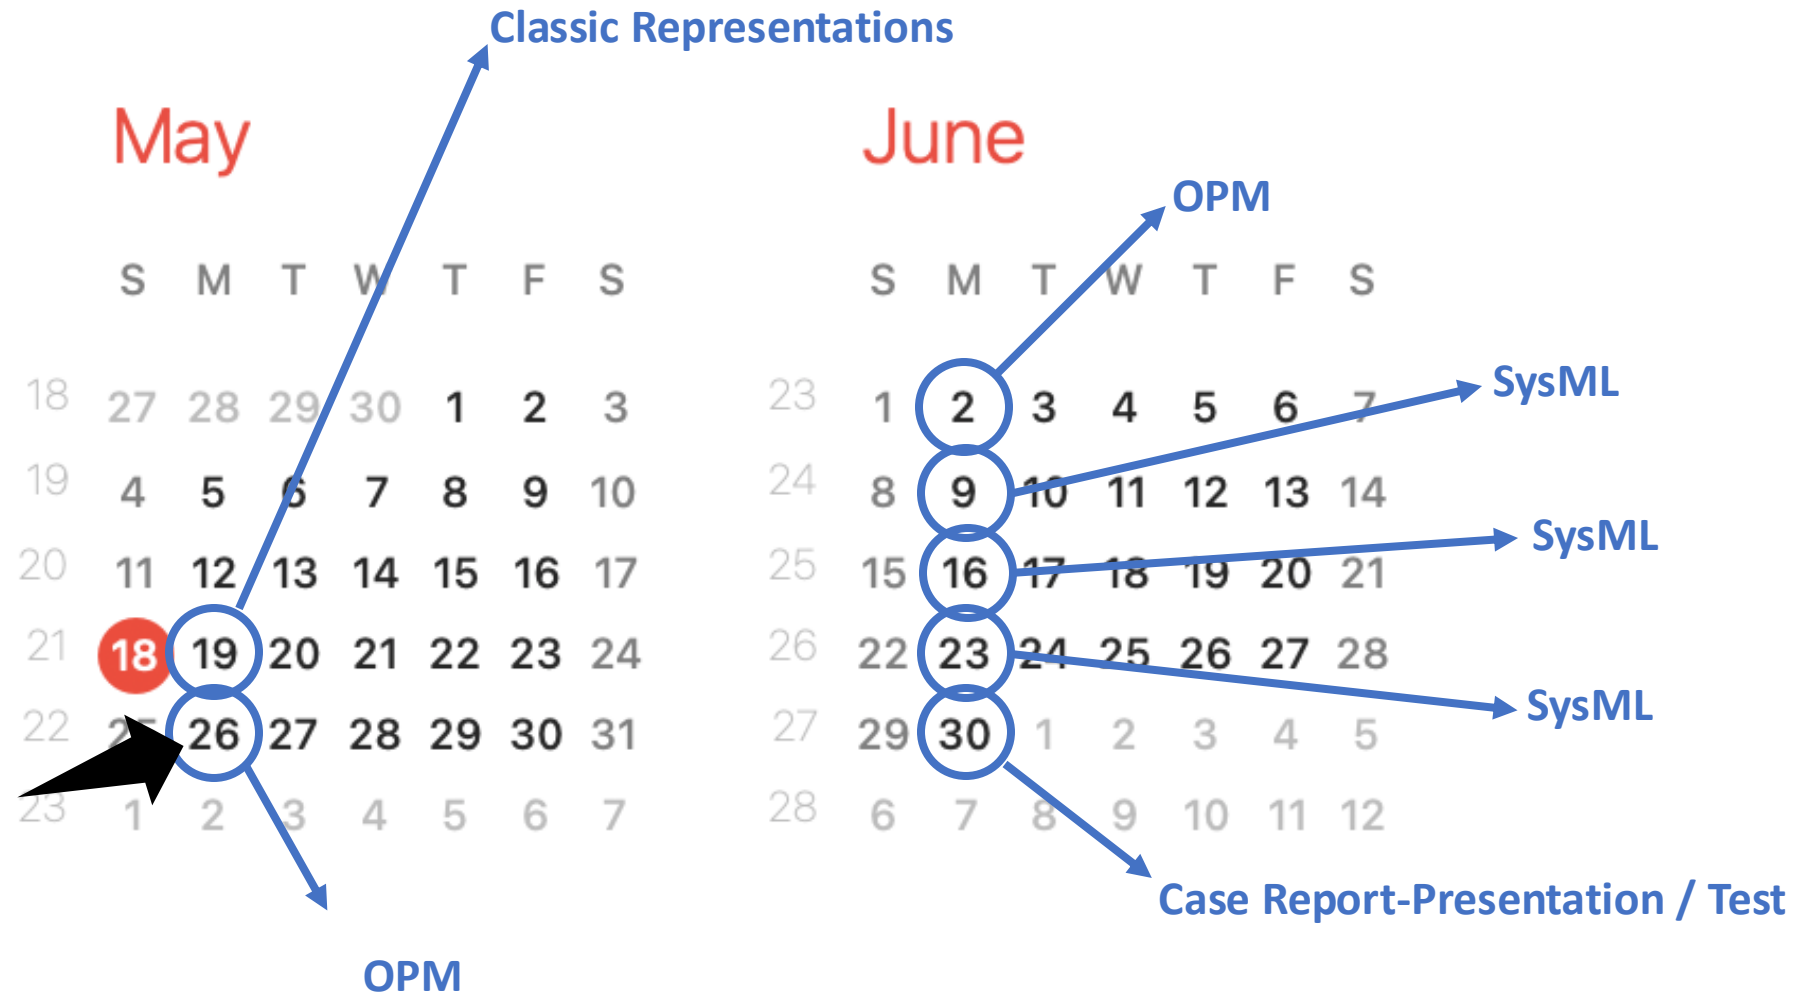 Classic Representations
May
S M T W T F S
18 27 28 29 30 1 2 3
19 4 5 6 7 8 9 10
20 11 12 13 14 15 16 17
21 18 19 20 21 22 23 24
22 25 26 27 28 29 30 31
23 1 2 3 4 5 6 7
OPM
June
OPM
S M T W T F S
23 1 2 3 4 5 6 7
SysML
24 8 9 10 11 12 13 14
SysML
25 15 16 17 18 19 20 21
26 22 23 24 25 26 27 28
SysML
27 29 30 1 2 3 4 5
28 6 7 8 9 10 11 12
Case Report-Presentation / Test